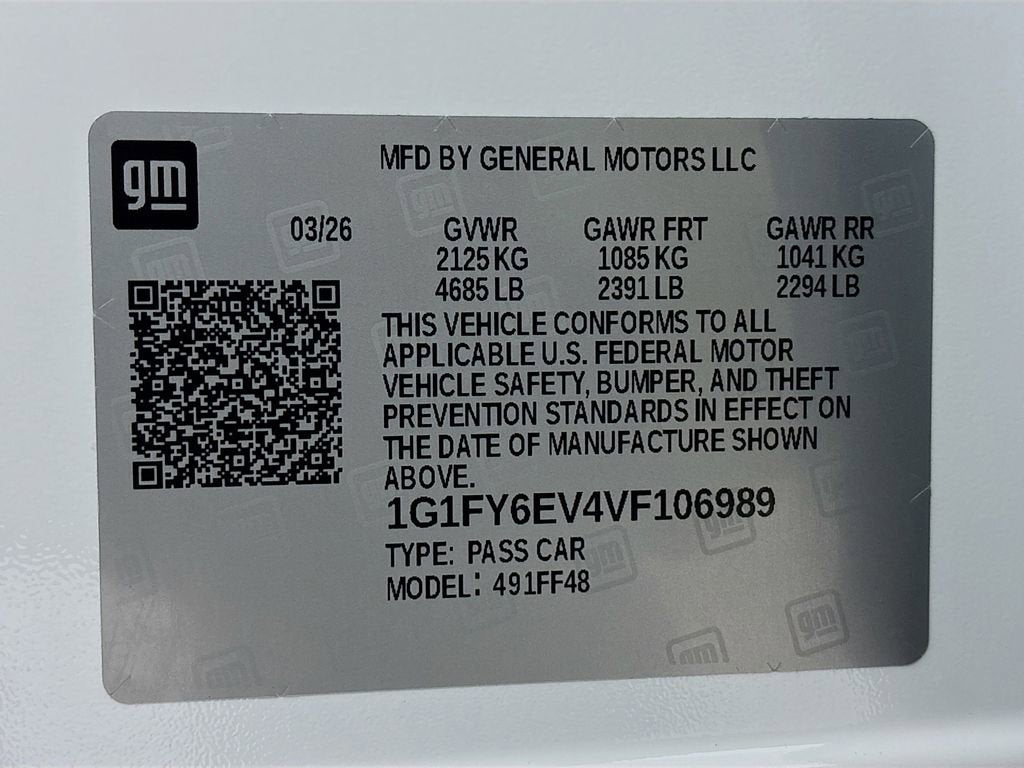 gm
MFD BY GENERAL MOTORS LLC
03/26 GVWR GAWR FRT GAWR RR
2125 KG 1085 KG 1041 KG
4685 LB 2391 LB 2294 LB
THIS VEHICLE CONFORMS TO ALL
APPLICABLE U.S. FEDERAL MOTOR
VEHICLE SAFETY, BUMPER, AND THEFT
PREVENTION STANDARDS IN EFFECT ON
THE DATE OF MANUFACTURE SHOWN
ABOVE.
1G1FY6EV4VF106989
TYPE: PASS CAR
MODEL: 491FF48